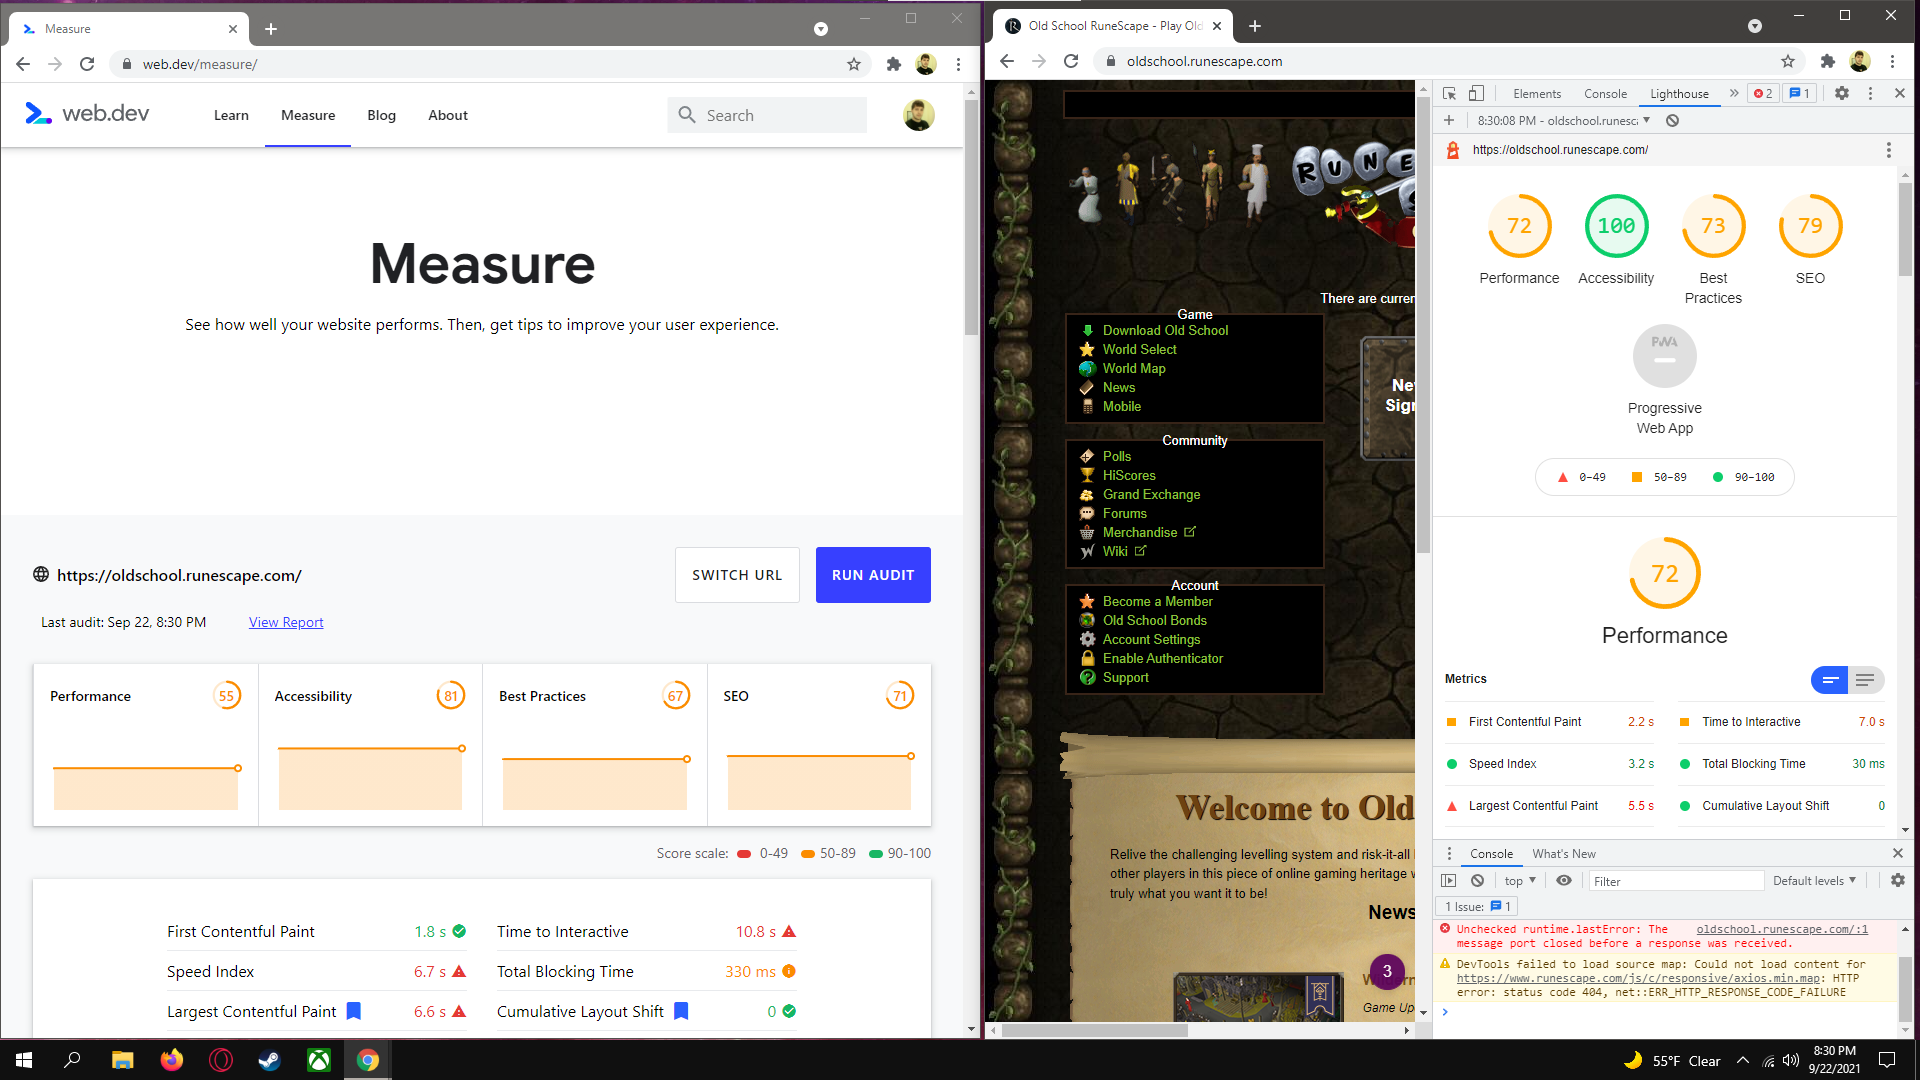 Measure
web.dev/measure/
web.dev
Learn
Measure
Blog
About
Search
Measure
See how well your website performs. Then, get tips to improve your user experience.
https://oldschool.runescape.com/
SWITCH URL
RUN AUDIT
Last audit: Sep 22, 8:30 PM
View Report
Performance 55
Accessibility 81
Best Practices 67
SEO 71
Score scale: 0-49 50-89 90-100
First Contentful Paint 1.8 s
Time to Interactive 10.8 s
Speed Index 6.7 s
Total Blocking Time 330 ms
Largest Contentful Paint 6.6 s
Cumulative Layout Shift 0
Old School RuneScape - Play Old
oldschool.runescape.com
RUNE
S
There are curren
Game
Download Old School
World Select
World Map
News
Mobile
Nev
Sign
Community
Polls
HiScores
Grand Exchange
Forums
Merchandise
Wiki
Account
Become a Member
Old School Bonds
Account Settings
Enable Authenticator
Support
Welcome to Old
Relive the challenging levelling system and risk-it-all
other players in this piece of online gaming heritage w
truly what you want it to be!
News
3
Game Up
Elements
Console
Lighthouse
2
1
8:30:08 PM - oldschool.runesc
https://oldschool.runescape.com/
72
100
73
79
Performance
Accessibility
Best
Practices
SEO
PWA
Progressive
Web App
0–49
50–89
90–100
72
Performance
Metrics
First Contentful Paint 2.2 s
Time to Interactive 7.0 s
Speed Index 3.2 s
Total Blocking Time 30 ms
Largest Contentful Paint 5.5 s
Cumulative Layout Shift 0
Console
What's New
top
Filter
Default levels
1 Issue: 1
Unchecked runtime.lastError: The oldschool.runescape.com/:1
message port closed before a response was received.
DevTools failed to load source map: Could not load content for
https://www.runescape.com/js/c/responsive/axios.min.map: HTTP
error: status code 404, net::ERR_HTTP_RESPONSE_CODE_FAILURE
55°F Clear
8:30 PM
9/22/2021